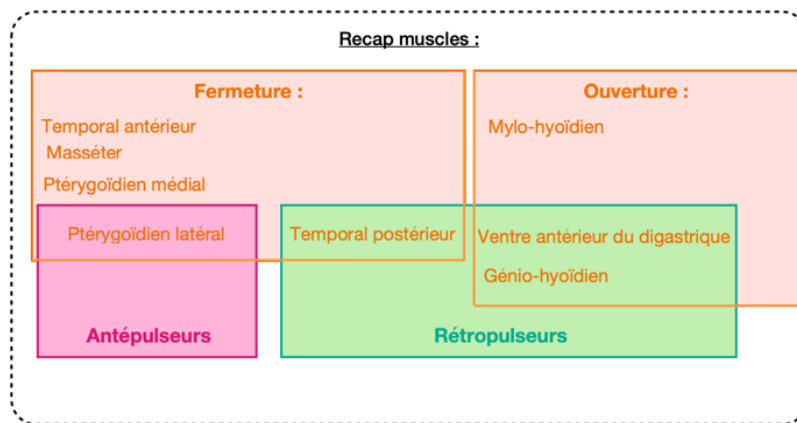 Recap muscles :
Fermeture :
Temporal antérieur
Masséter
Ptérygoïdien médial
Ouverture :
Mylo-hyoïdien
Ptérygoïdien latéral
Temporal postérieur
Ventre antérieur du digastrique
Génio-hyoïdien
Antépulseurs
Rétropulseurs